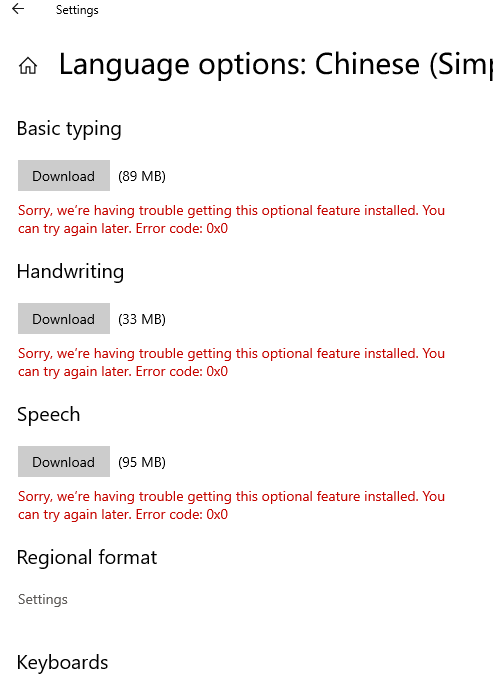 Settings
Language options: Chinese (Simp
Basic typing
Download (89 MB)
Sorry, we're having trouble getting this optional feature installed. You
can try again later. Error code: 0x0
Handwriting
Download (33 MB)
Sorry, we're having trouble getting this optional feature installed. You
can try again later. Error code: 0x0
Speech
Download (95 MB)
Sorry, we're having trouble getting this optional feature installed. You
can try again later. Error code: 0x0
Regional format
Settings
Keyboards